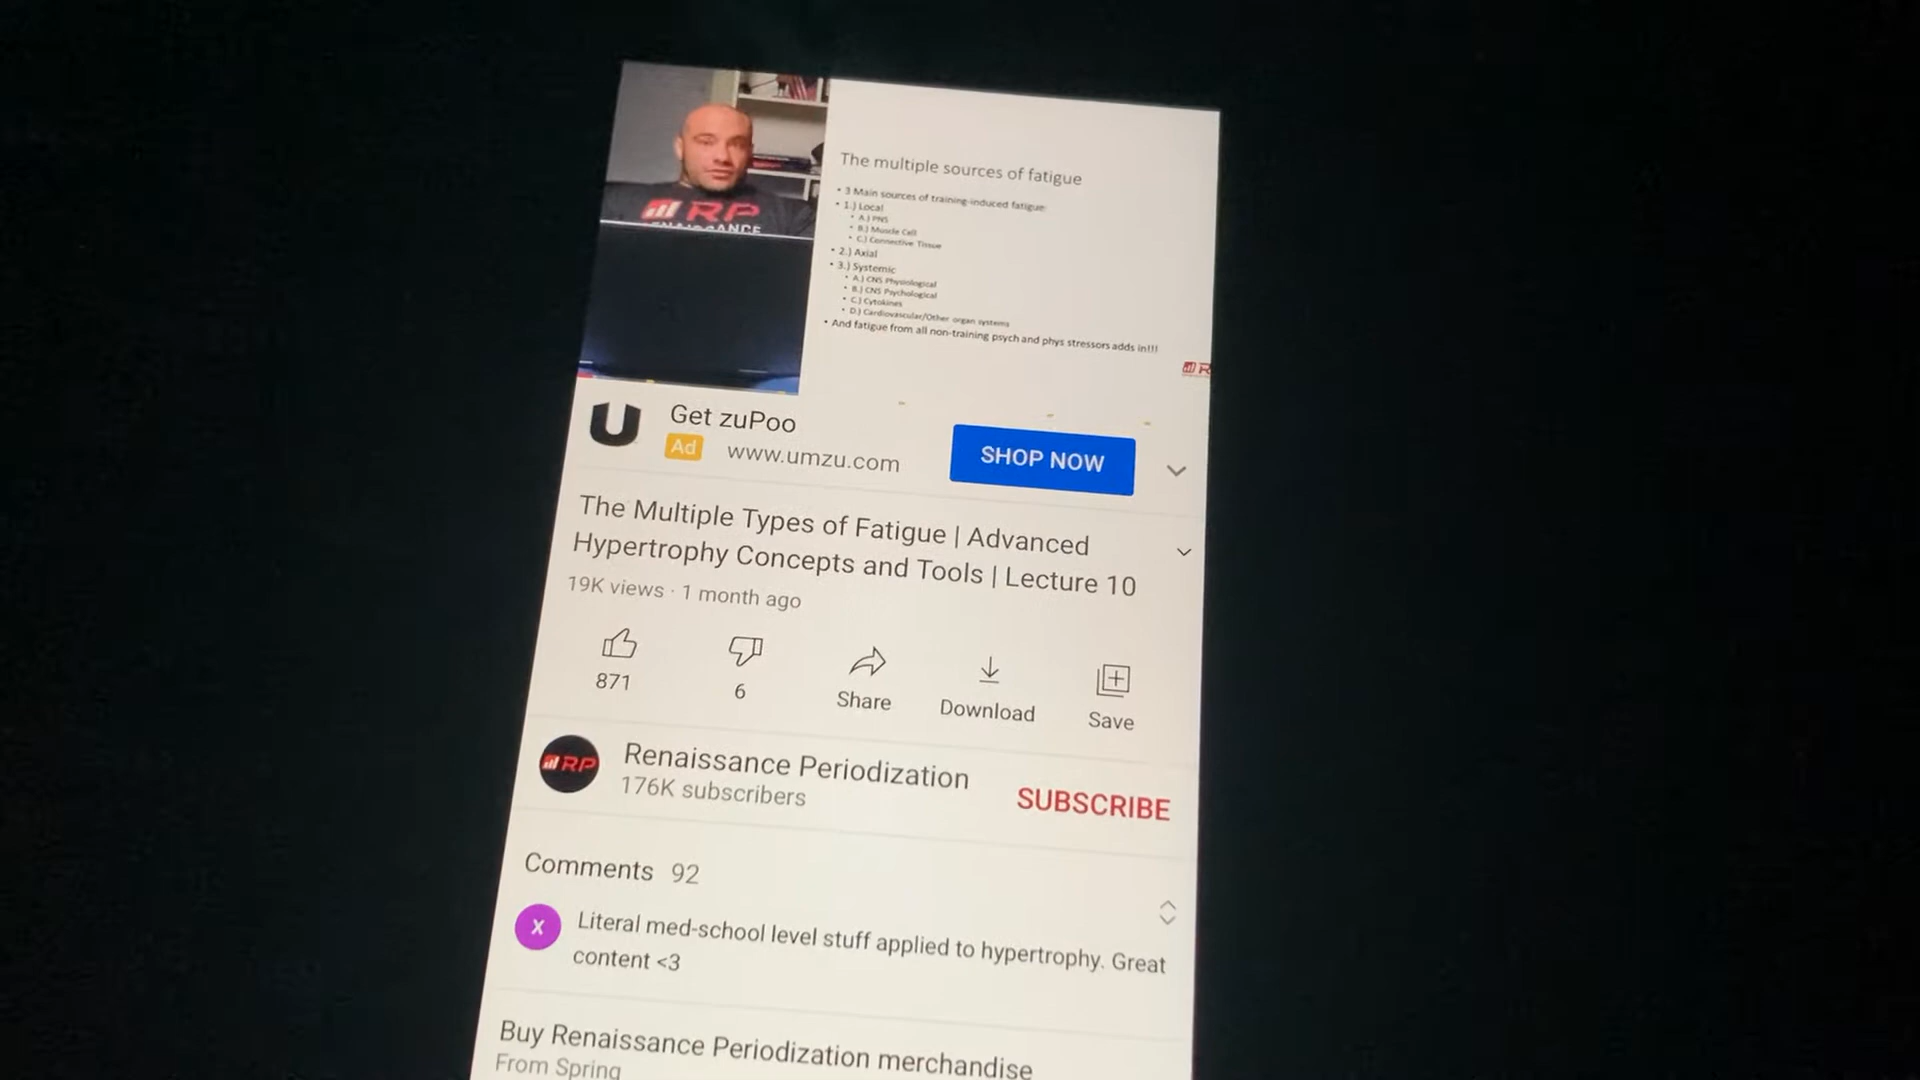 RP
RENAISSANCE
The multiple sources of fatigue
• 3 Main sources of training-induced fatigue:
• 1.) Local
• A.) PNS
• B.) Muscle Cell
• C.) Connective Tissue
• 2.) Axial
• 3.) Systemic
• A.) CNS Physiological
• B.) CNS Psychological
• C.) Cytokines
• D.) Cardiovascular/Other organ systems
• And fatigue from all non-training psych and phys stressors adds in!!!
RP
U
Get zuPoo
Ad www.umzu.com
SHOP NOW
The Multiple Types of Fatigue | Advanced
Hypertrophy Concepts and Tools | Lecture 10
19K views · 1 month ago
871
6
Share
Download
Save
RP
Renaissance Periodization
176K subscribers
SUBSCRIBE
Comments 92
X
Literal med-school level stuff applied to hypertrophy. Great
content <3
Buy Renaissance Periodization merchandise
From Spring